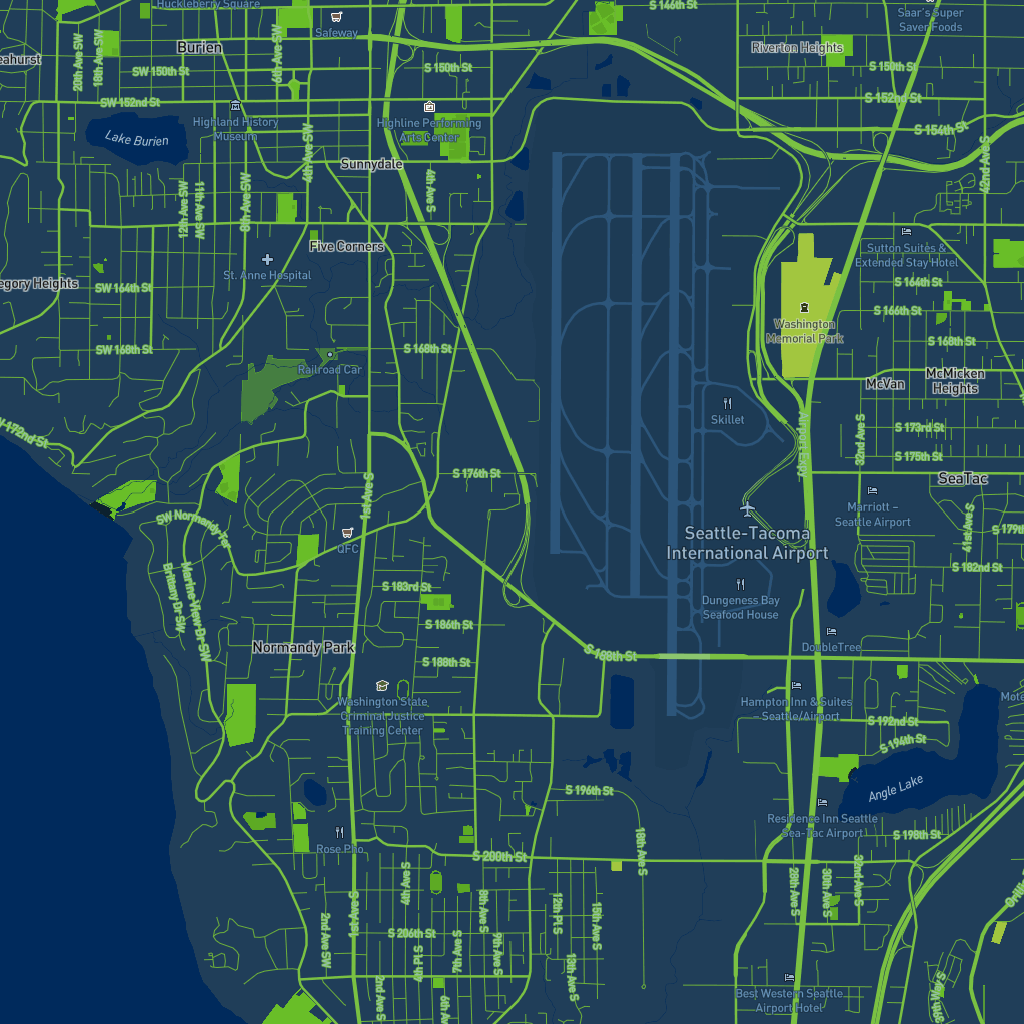 Huckleberry Square
S 146th St
Saar's Super
Saver Foods
Safeway
Burien
Riverton Heights
20th Ave SW
18th Ave SW
6th Ave SW
SW 150th St
S 150th St
S 150th St
SW 152nd St
S 152nd St
Highland History
Museum
Highline Performing
Arts Center
S 154th St
Lake Burien
4th Ave SW
Sunnydale
42nd Ave S
12th Ave SW
11th Ave SW
8th Ave SW
4th Ave S
Five Corners
Sutton Suites &
Extended Stay Hotel
St. Anne Hospital
egory Heights
SW 164th St
S 164th St
S 166th St
Washington
Memorial Park
SW 168th St
S 168th St
S 168th St
Railroad Car
McVan
McMicken
Heights
Skillet
W 172nd St
Airport Expy
32nd Ave S
S 173rd St
S 175th St
S 176th St
SeaTac
1st Ave S
Marriott –
Seattle Airport
SW Normandy Ter
41st Ave S
S 179th
QFC
Seattle-Tacoma
International Airport
S 182nd St
Brittany Dr SW
Marine View Dr SW
S 183rd St
Dungeness Bay
Seafood House
S 186th St
Normandy Park
S 188th St
S 188th St
DoubleTree
Washington State
Criminal Justice
Training Center
Hampton Inn & Suites
Seattle/Airport
Mote
S 192nd St
S 194th St
S 196th St
Angle Lake
Residence Inn Seattle
Sea-Tac Airport
Rose Pho
18th Ave S
S 198th St
S 200th St
4th Ave S
28th Ave S
30th Ave S
32nd Ave S
1st Ave S
2nd Ave SW
8th Ave S
12th Pl S
16th Ave S
S 206th St
4th Pl S
7th Ave S
9th Ave S
13th Ave S
2nd Ave S
6th Ave
Best Western Seattle
Airport Hotel